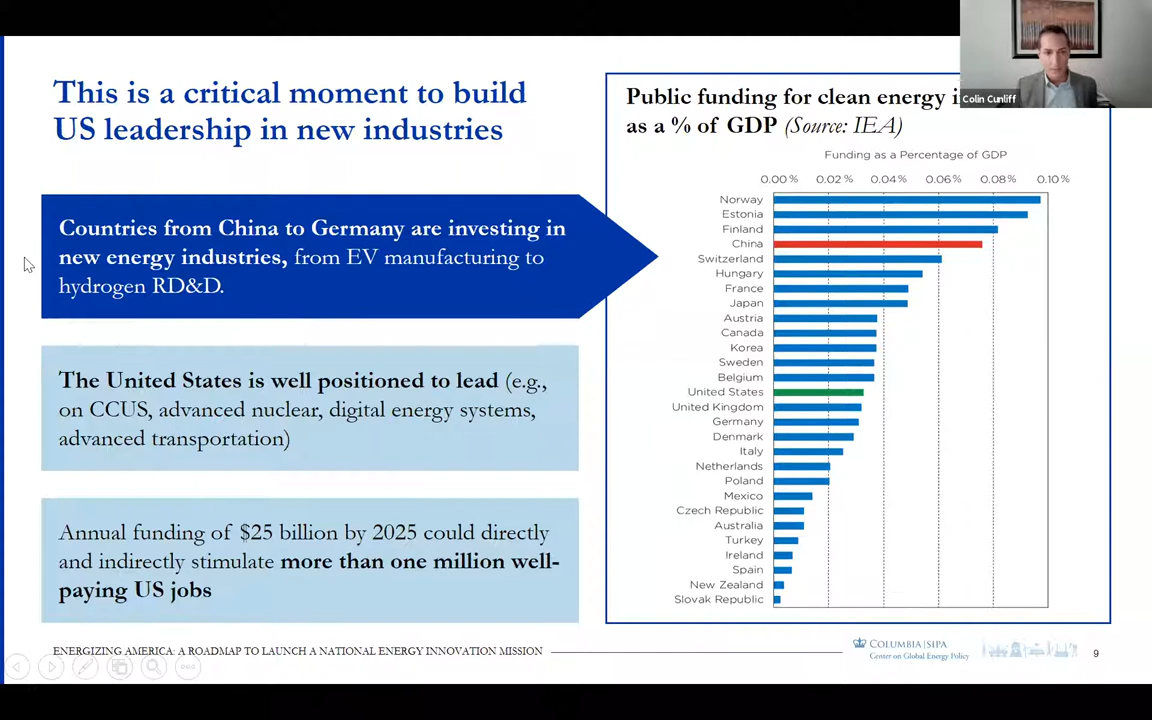 This is a critical moment to build
US leadership in new industries
Countries from China to Germany are investing in
new energy industries, from EV manufacturing to
hydrogen RD&D.
The United States is well positioned to lead (e.g.,
on CCUS, advanced nuclear, digital energy systems,
advanced transportation)
Annual funding of $25 billion by 2025 could directly
and indirectly stimulate more than one million well-
paying US jobs
Colin Cunliff
Public funding for clean energy
as a % of GDP (Source: IEA)
Funding as a Percentage of GDP
0.00% 0.02% 0.04% 0.06% 0.08% 0.10%
Norway
Estonia
Finland
China
Switzerland
Hungary
France
Japan
Austria
Canada
Korea
Sweden
Belgium
United States
United Kingdom
Germany
Denmark
Italy
Netherlands
Poland
Mexico
Czech Republic
Australia
Turkey
Ireland
Spain
New Zealand
Slovak Republic
ENERGIZING AMERICA: A ROADMAP TO LAUNCH A NATIONAL ENERGY INNOVATION MISSION
COLUMBIA | SIPA
Center on Global Energy Policy
9